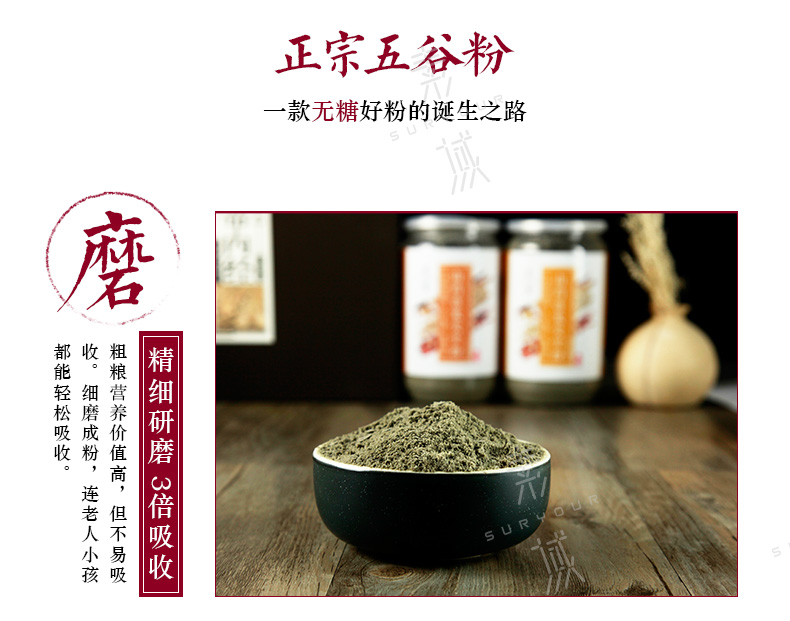 正宗五谷粉
一款无糖好粉的诞生之路
磨
精细研磨 3倍吸收
粗粮营养价值高，但不易吸
收。细磨成粉，连老人小孩
都能轻松吸收。
SURYOUR
SURYOUR